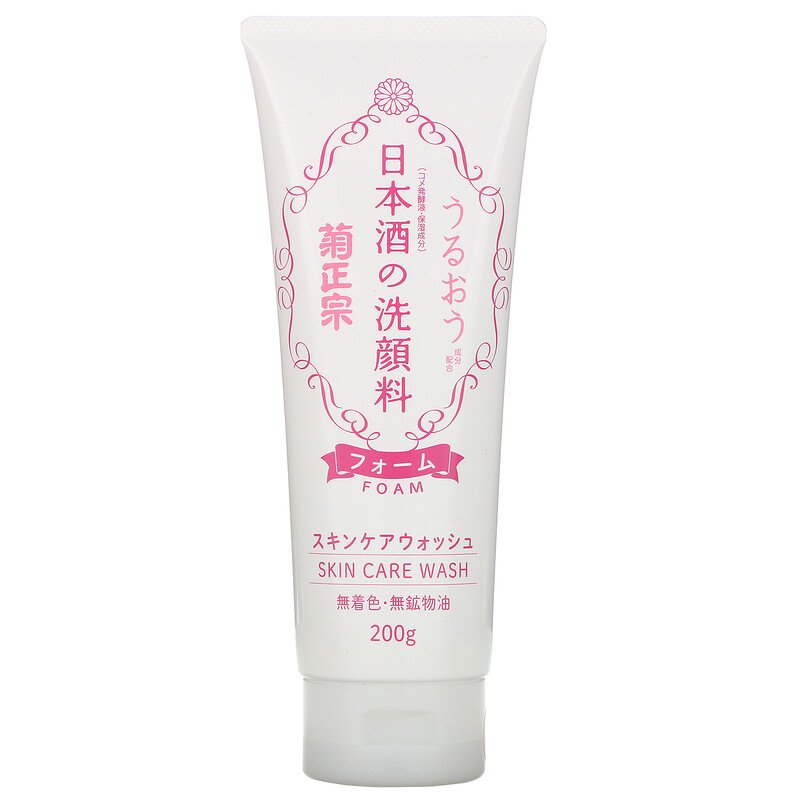 うるおう
成分
配合
日本酒の洗顔料
(コメ発酵液・保湿成分)
菊正宗
フォーム
FOAM
スキンケアウォッシュ
SKIN CARE WASH
無着色・無鉱物油
200g